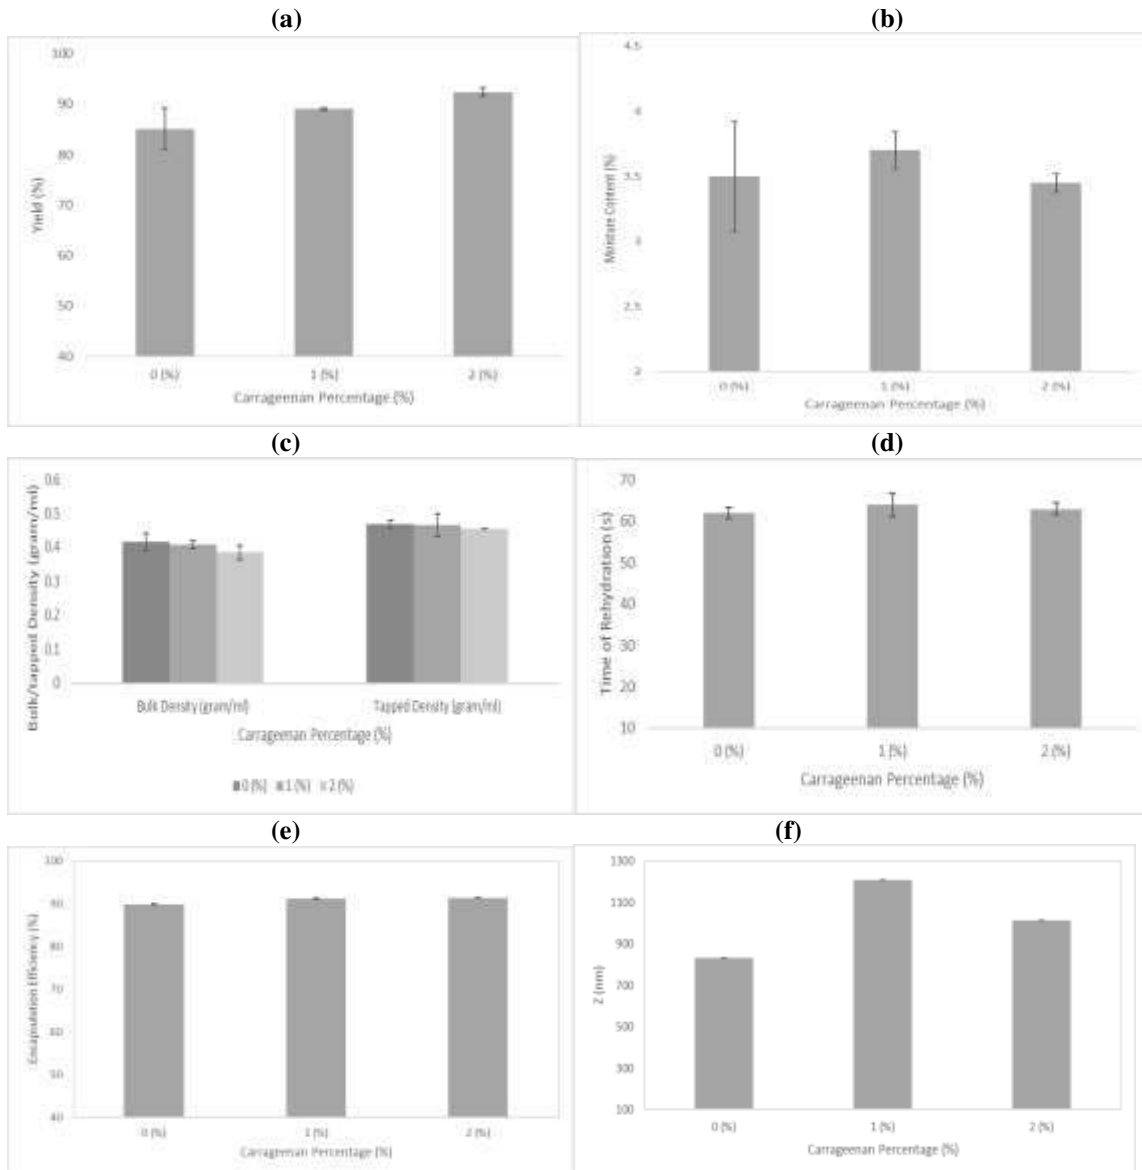 (a)
100
90
80
70
60
50
40
Yield (%)
0 (%) 1 (%) 2 (%)
Carrageenan Percentage (%)
(b)
4.5
4
3.5
3
2.5
2
Moisture Content (%)
0 (%) 1 (%) 2 (%)
Carrageenan Percentage (%)
(c)
0.6
0.5
0.4
0.3
0.2
0.1
0
Bulk/tapped Density (gram/ml)
Bulk Density (gram/ml) Tapped Density (gram/ml)
Carrageenan Percentage (%)
0 (%) 1 (%) 2 (%)
(d)
70
60
50
40
30
20
10
Time of Rehydration (s)
0 (%) 1 (%) 2 (%)
Carrageenan Percentage (%)
(e)
100
90
80
70
60
50
40
Encapsulation Efficiency (%)
0 (%) 1 (%) 2 (%)
Carrageenan Percentage (%)
(f)
1300
1100
900
700
500
300
100
Z (nm)
0 (%) 1 (%) 2 (%)
Carrageenan Percentage (%)